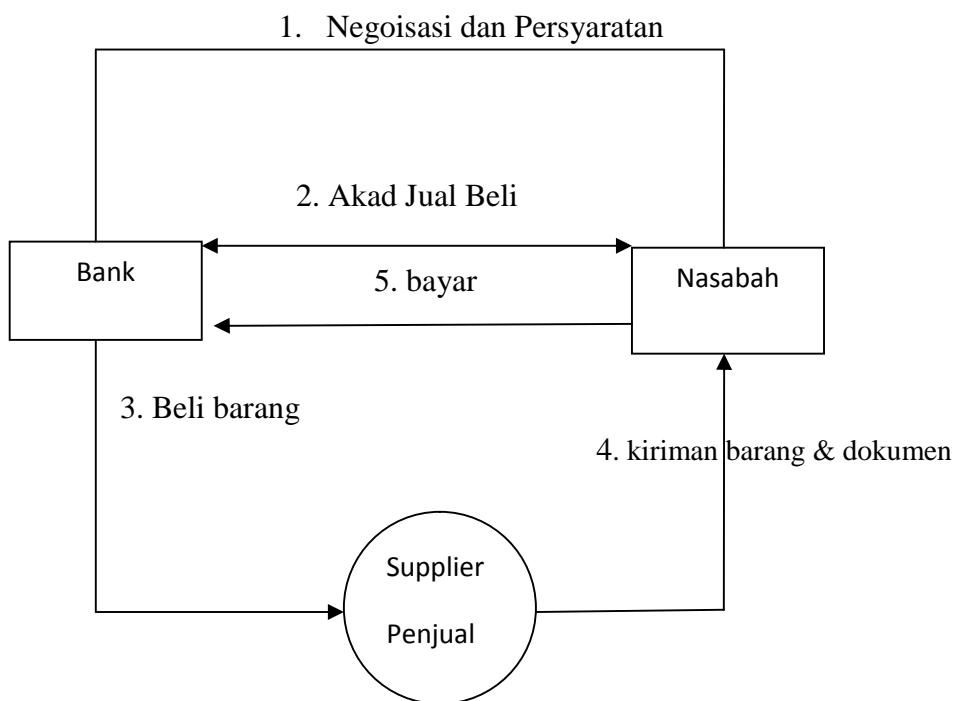 1. Negoisasi dan Persyaratan
2. Akad Jual Beli
Bank
5. bayar
Nasabah
3. Beli barang
4. kiriman barang & dokumen
Supplier
Penjual